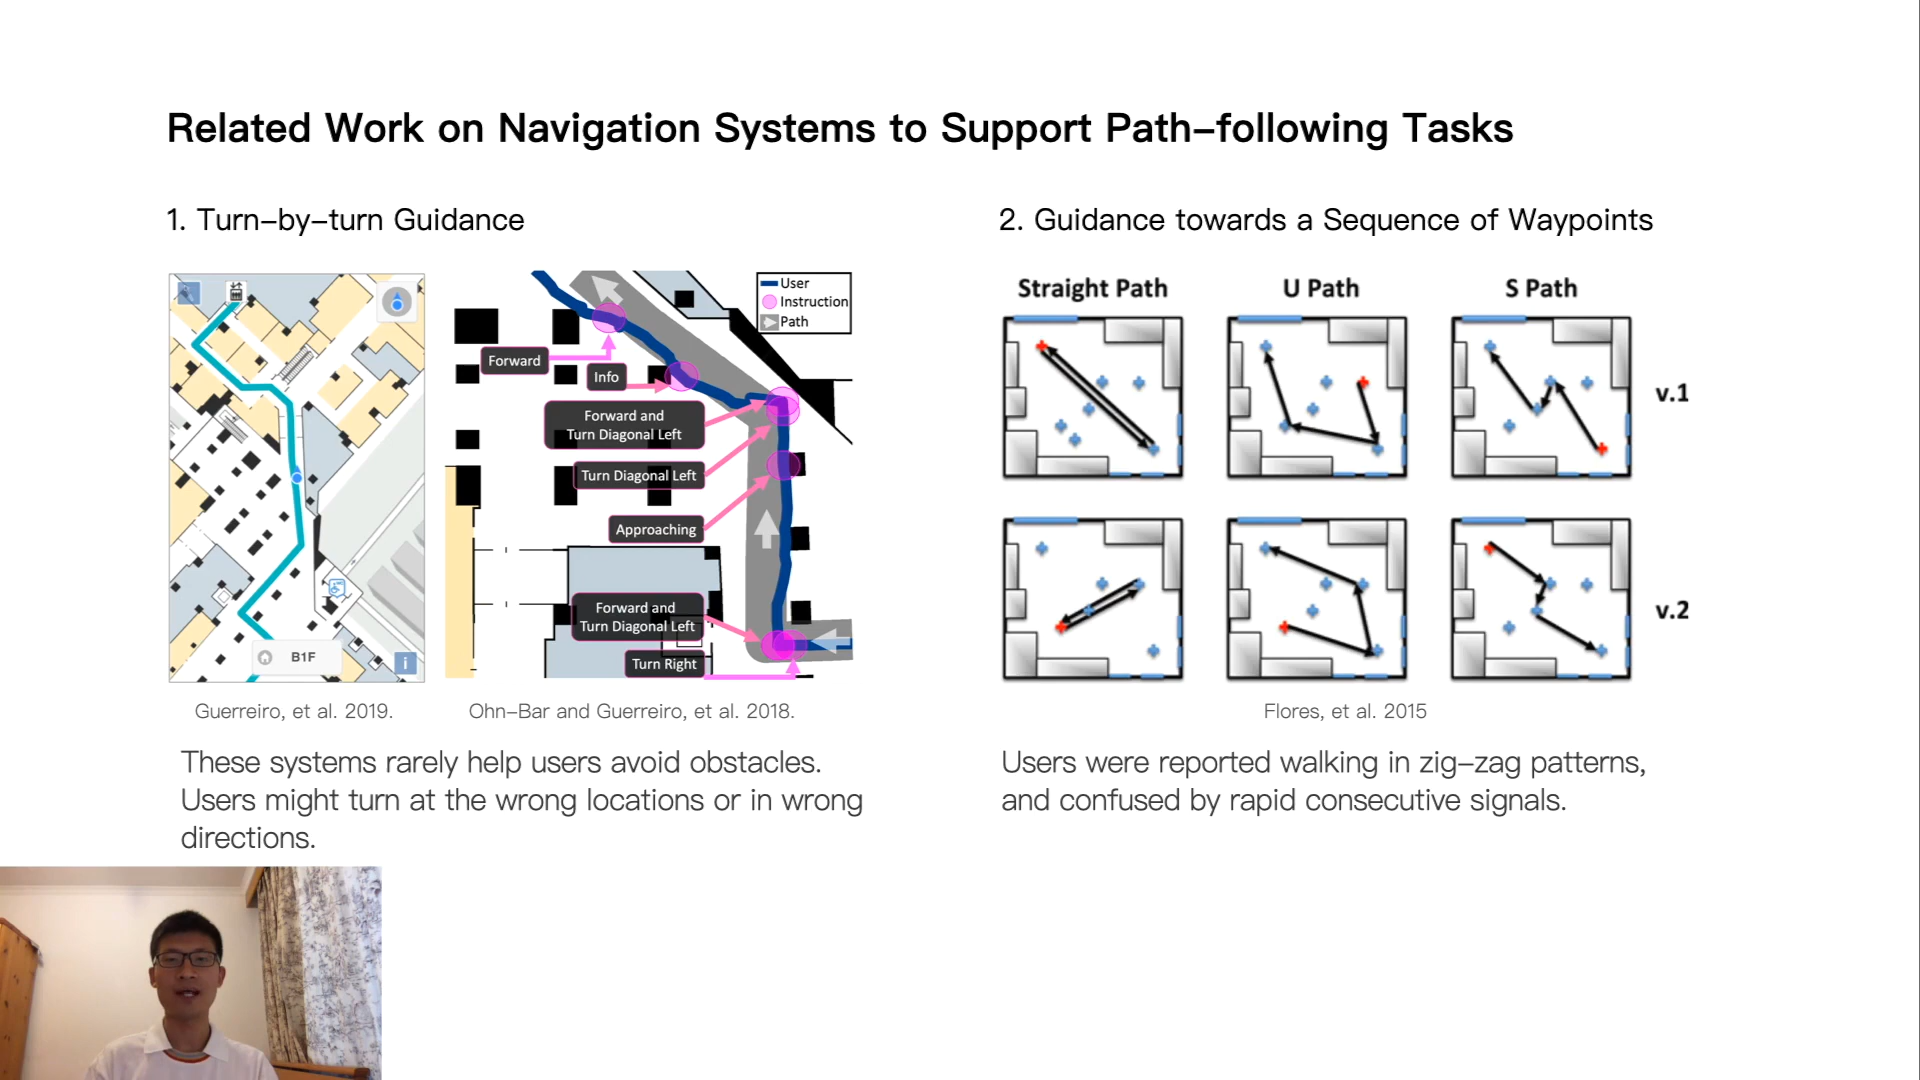 Related Work on Navigation Systems to Support Path-following Tasks
1. Turn-by-turn Guidance
B1F
i
User
Instruction
Path
Forward
Info
Forward and
Turn Diagonal Left
Turn Diagonal Left
Approaching
Forward and
Turn Diagonal Left
Turn Right
Guerreiro, et al. 2019.
Ohn-Bar and Guerreiro, et al. 2018.
These systems rarely help users avoid obstacles.
Users might turn at the wrong locations or in wrong
directions.
2. Guidance towards a Sequence of Waypoints
Straight Path
U Path
S Path
v.1
v.2
Flores, et al. 2015
Users were reported walking in zig-zag patterns,
and confused by rapid consecutive signals.